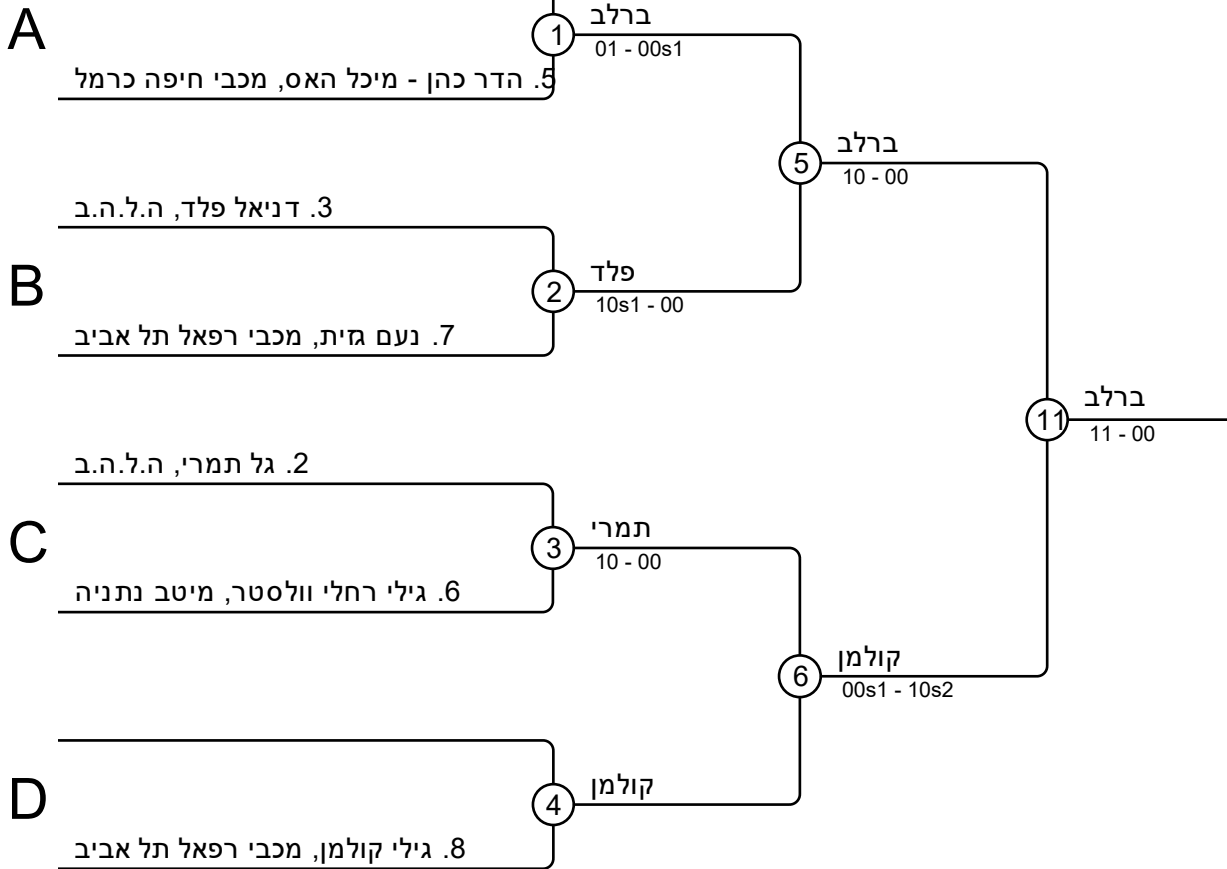 A
1
ברלב
01 - 00s1
5. הדר כהן - מיכל האס, מכבי חיפה כרמל
5
ברלב
10 - 00
3. דניאל פלד, ה.ל.ה.ב
B
2
פלד
10s1 - 00
7. נעם גזית, מכבי רפאל תל אביב
11
ברלב
11 - 00
2. גל תמרי, ה.ל.ה.ב
C
3
תמרי
10 - 00
6. גילי רחלי וולסטר, מיטב נתניה
6
קולמן
00s1 - 10s2
D
4
קולמן
8. גילי קולמן, מכבי רפאל תל אביב